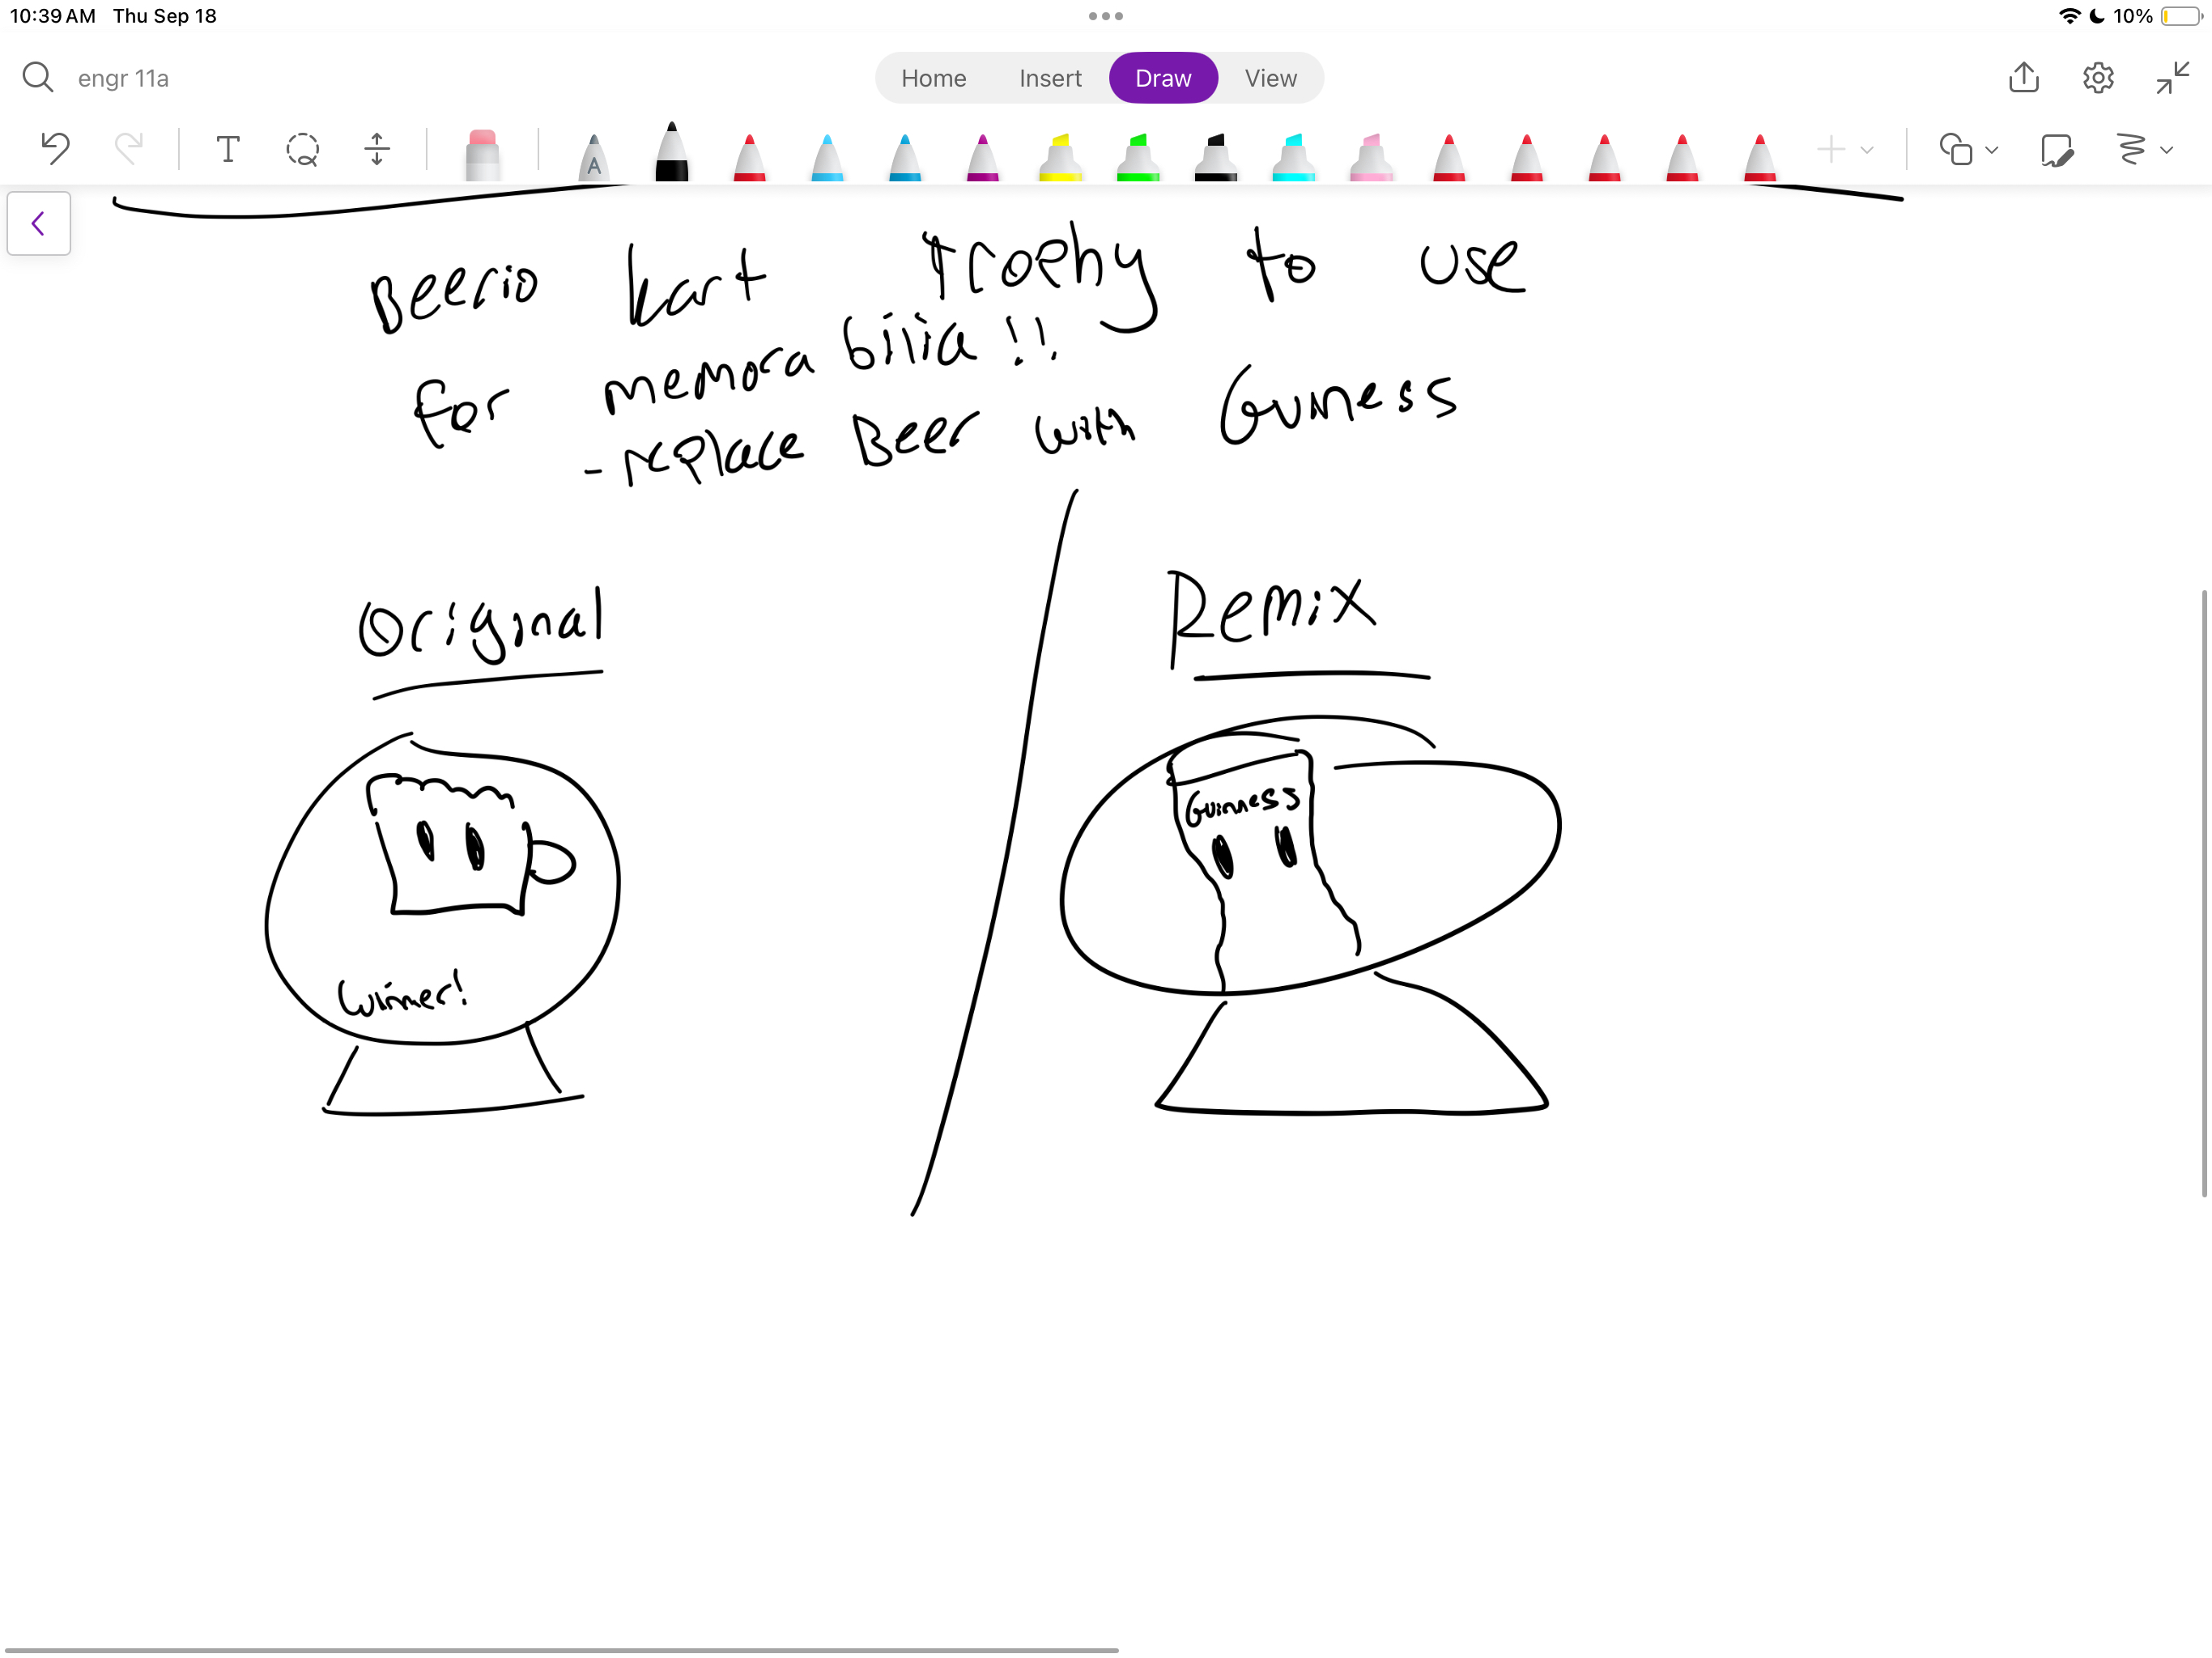 10:39 AM Thu Sep 18
10%
engr 11a
Home Insert Draw View
T
A
Beerio kart trophy to use
for memorabilia!!
- replace Beer with Guiness
Original
Remix
Guinness
Winner!